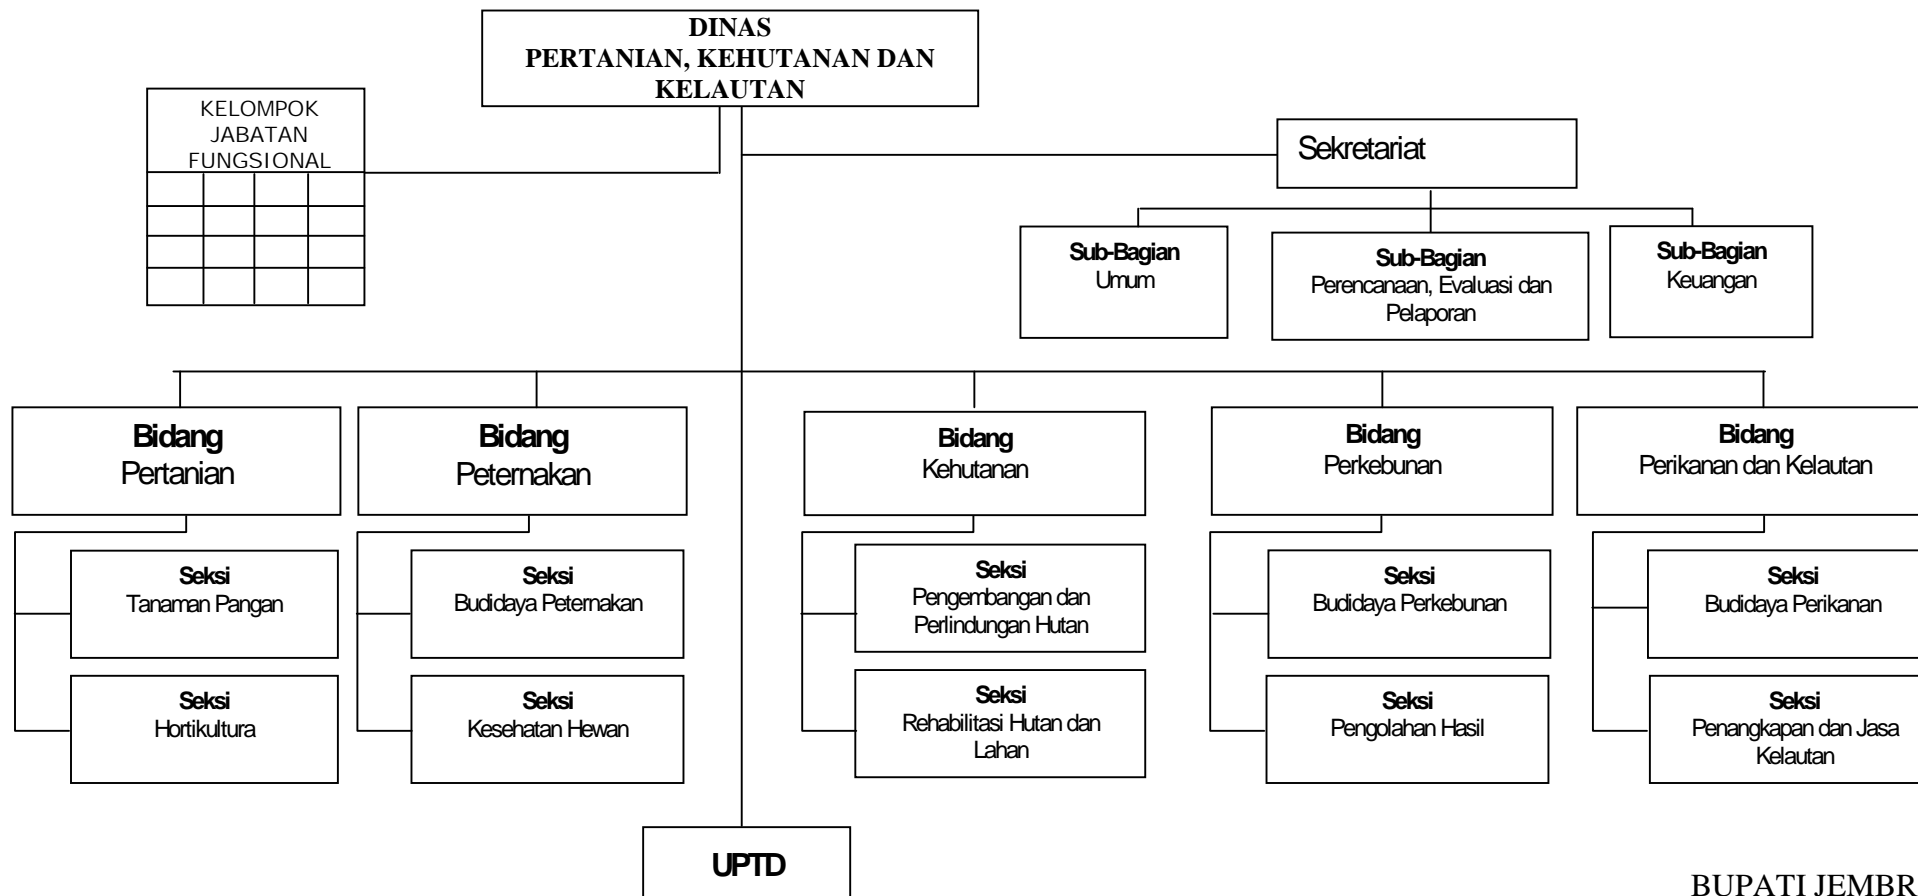 DINAS
PERTANIAN, KEHUTANAN DAN
KELAUTAN
KELOMPOK
JABATAN
FUNGSIONAL
Sekretariat
Sub-Bagian
Umum
Sub-Bagian
Perencanaan, Evaluasi dan
Pelaporan
Sub-Bagian
Keuangan
Bidang
Pertanian
Bidang
Peternakan
Bidang
Kehutanan
Bidang
Perkebunan
Bidang
Perikanan dan Kelautan
Seksi
Tanaman Pangan
Seksi
Budidaya Peternakan
Seksi
Pengembangan dan
Perlindungan Hutan
Seksi
Budidaya Perkebunan
Seksi
Budidaya Perikanan
Seksi
Hortikultura
Seksi
Kesehatan Hewan
Seksi
Rehabilitasi Hutan dan
Lahan
Seksi
Pengolahan Hasil
Seksi
Penangkapan dan Jasa
Kelautan
UPTD
BUPATI JEMBR